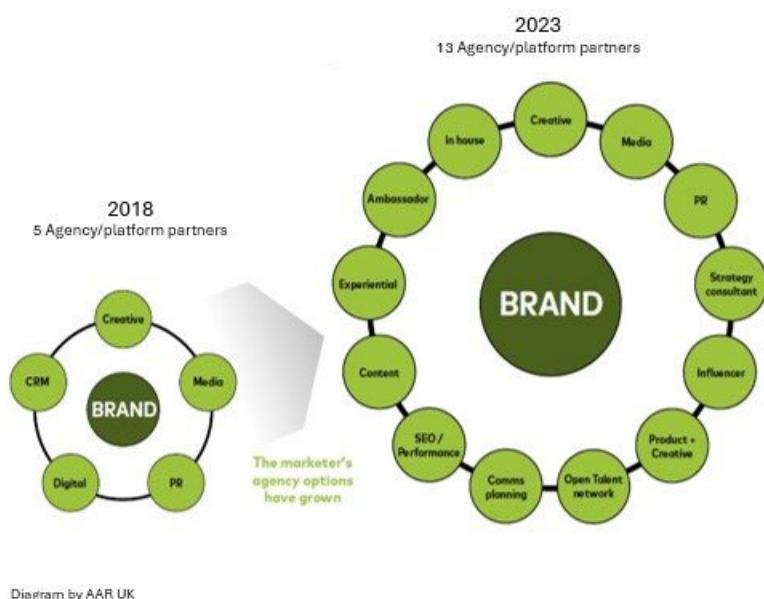 2023
13 Agency/platform partners
Creative
Media
PR
Strategy
consultant
Influencer
Product +
Creative
Open Talent
network
Comms
planning
SEO /
Performance
Content
Experiential
Ambassador
In house
BRAND
2018
5 Agency/platform partners
Creative
Media
PR
Digital
CRM
BRAND
The marketer's
agency options
have grown
Diagram by AAR UK